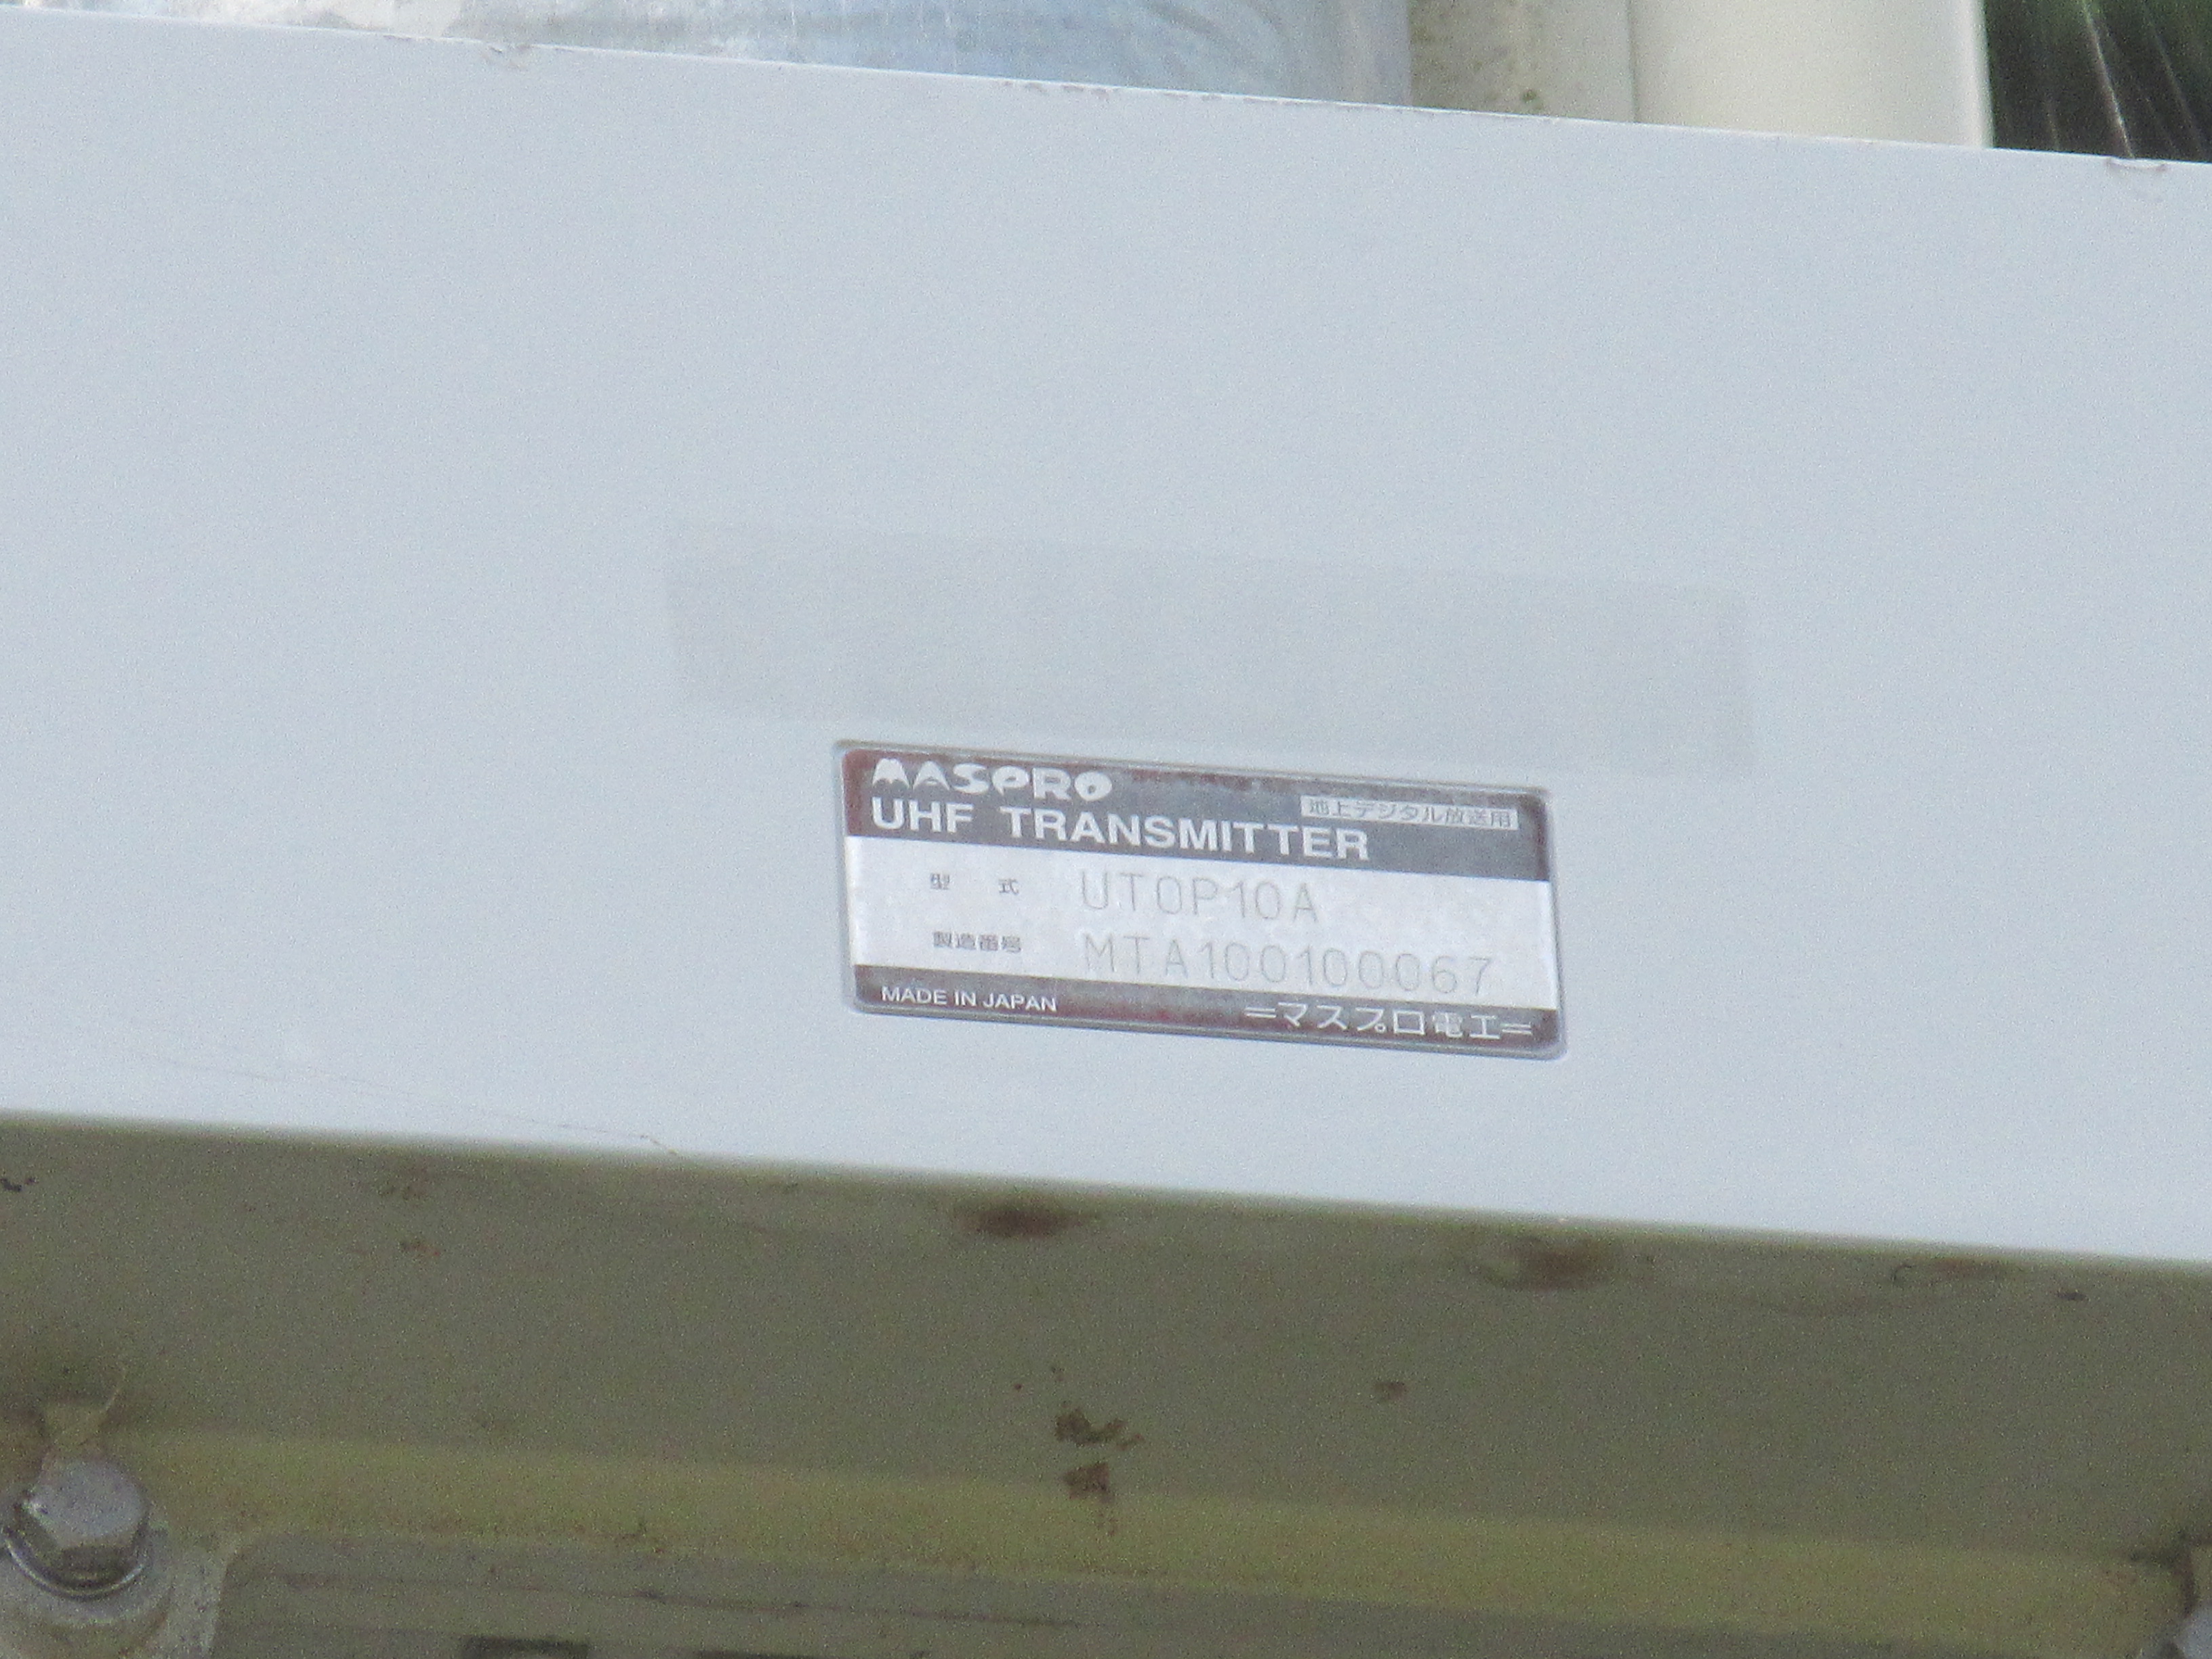 MASPRO
地上デジタル放送用
UHF TRANSMITTER
型 式 UT0P10A
製造番号 MTA100100067
MADE IN JAPAN
=マスプロ電工=